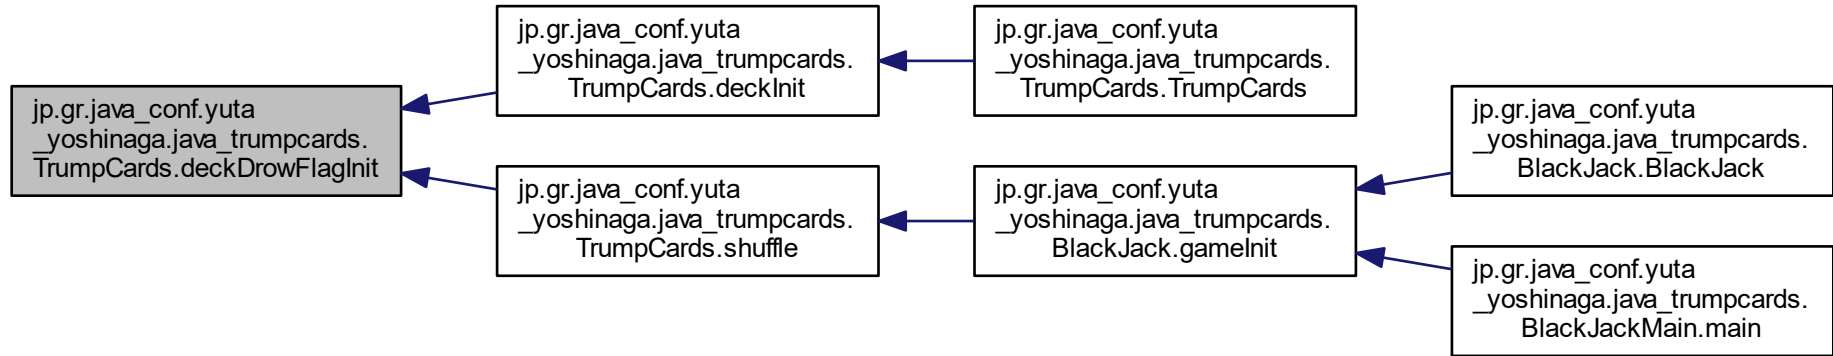 jp.gr.java_conf.yuta
_yoshinaga.java_trumpcards.
TrumpCards.deckDrowFlagInit
jp.gr.java_conf.yuta
_yoshinaga.java_trumpcards.
TrumpCards.deckInit
jp.gr.java_conf.yuta
_yoshinaga.java_trumpcards.
TrumpCards.TrumpCards
jp.gr.java_conf.yuta
_yoshinaga.java_trumpcards.
TrumpCards.shuffle
jp.gr.java_conf.yuta
_yoshinaga.java_trumpcards.
BlackJack.gameInit
jp.gr.java_conf.yuta
_yoshinaga.java_trumpcards.
BlackJack.BlackJack
jp.gr.java_conf.yuta
_yoshinaga.java_trumpcards.
BlackJackMain.main